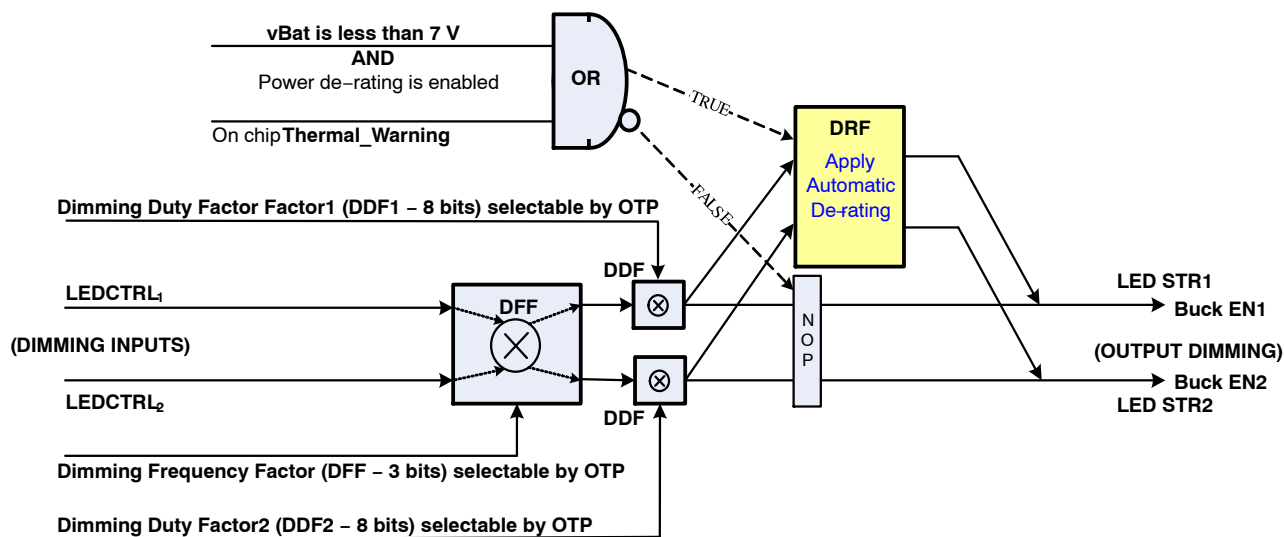 vBat is less than 7 V
AND
Power de−rating is enabled
On chip Thermal_Warning
OR
TRUE
FALSE
DRF
Apply
Automatic
De-rating
Dimming Duty Factor Factor1 (DDF1 − 8 bits) selectable by OTP
DDF
LEDCTRL1
DFF
(DIMMING INPUTS)
LEDCTRL2
DDF
NOP
LED STR1
Buck EN1
(OUTPUT DIMMING)
Buck EN2
LED STR2
Dimming Frequency Factor (DFF − 3 bits) selectable by OTP
Dimming Duty Factor2 (DDF2 − 8 bits) selectable by OTP